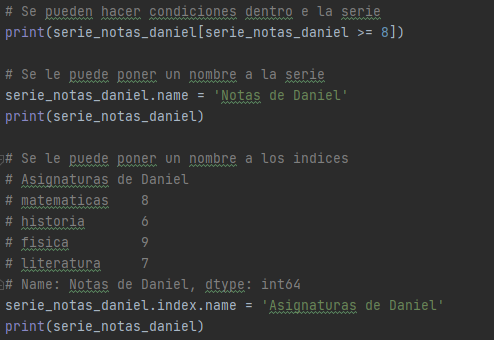 # Se pueden hacer condiciones dentro e la serie
print(serie_notas_daniel[serie_notas_daniel >= 8])
# Se le puede poner un nombre a la serie
serie_notas_daniel.name = 'Notas de Daniel'
print(serie_notas_daniel)
# Se le puede poner un nombre a los indices
# Asignaturas de Daniel
# matematicas    8
# historia       6
# fisica         9
# literatura     7
# Name: Notas de Daniel, dtype: int64
serie_notas_daniel.index.name = 'Asignaturas de Daniel'
print(serie_notas_daniel)